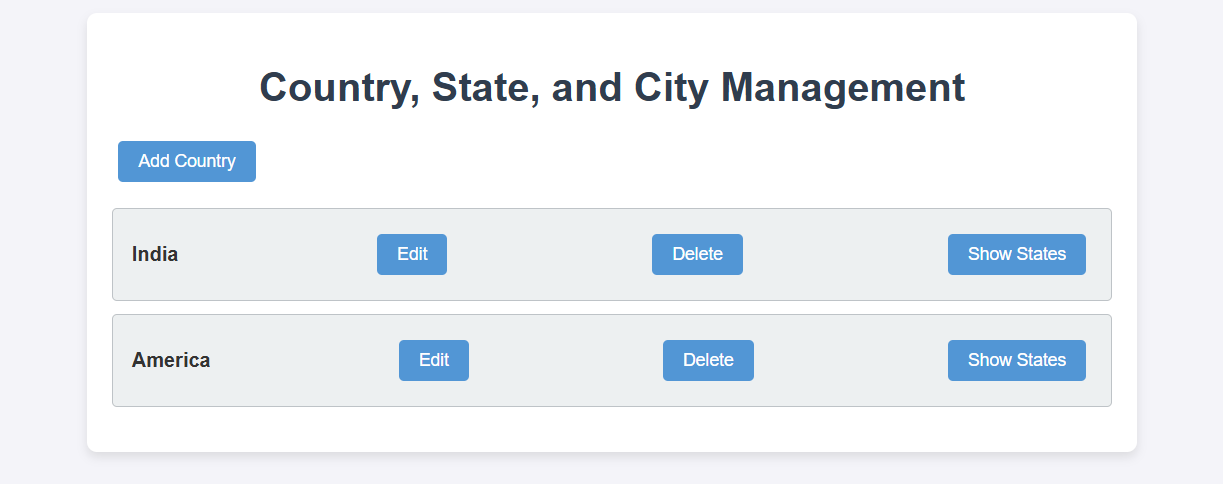 Country, State, and City Management
Add Country
India Edit Delete Show States
America Edit Delete Show States